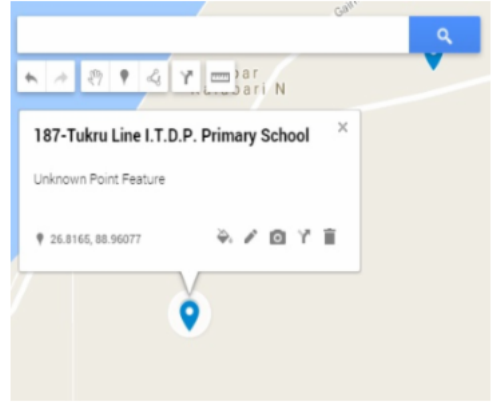 187-Tukru Line I.T.D.P. Primary School
Unknown Point Feature
26.8165, 88.96077